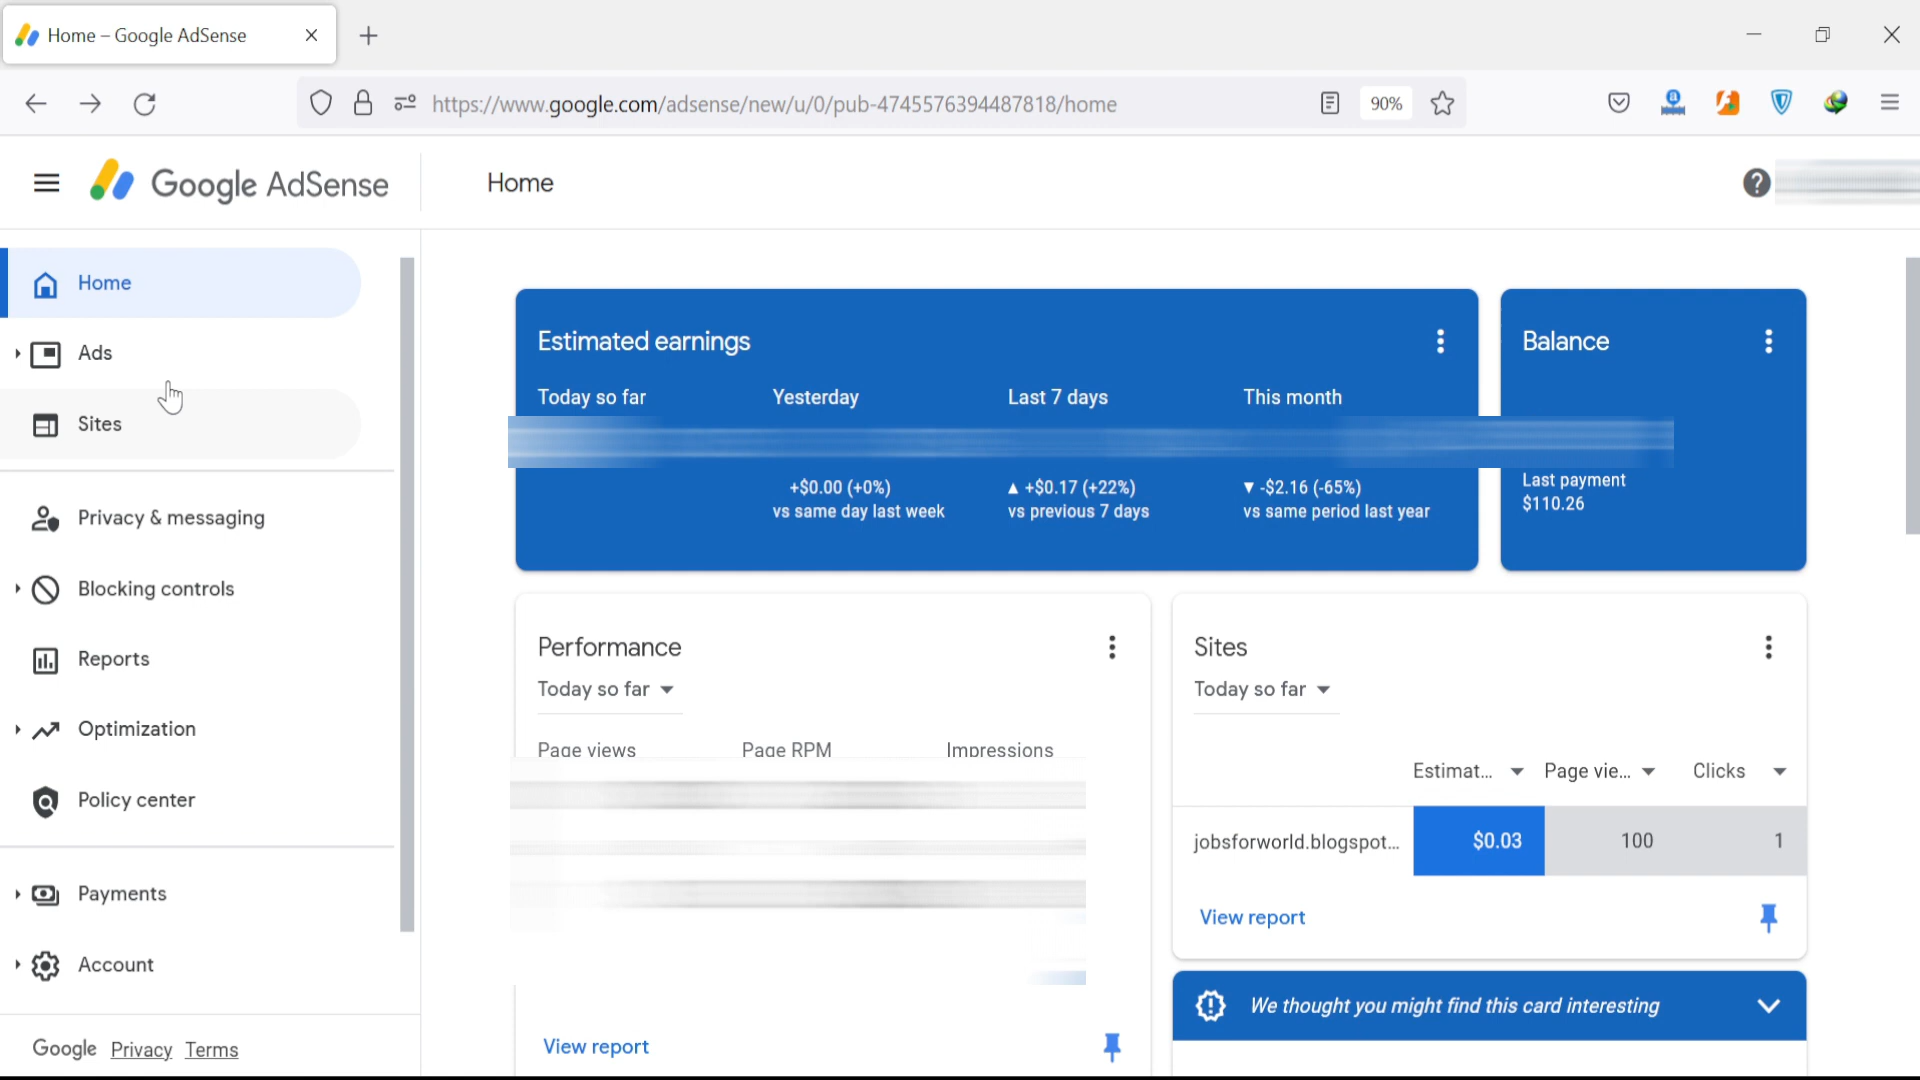 Home – Google AdSense
https://www.google.com/adsense/new/u/0/pub-4745576394487818/home
90%
Google AdSense
Home
Home
Ads
Sites
Privacy & messaging
Blocking controls
Reports
Optimization
Policy center
Payments
Account
Google Privacy Terms
Estimated earnings
Today so far Yesterday Last 7 days This month
+$0.00 (+0%) ▲ +$0.17 (+22%) ▼ -$2.16 (-65%)
vs same day last week vs previous 7 days vs same period last year
Balance
Last payment
$110.26
Performance
Today so far
Page views Page RPM Impressions
View report
Sites
Today so far
Estimat... Page vie... Clicks
jobsforworld.blogspot... $0.03 100 1
View report
We thought you might find this card interesting